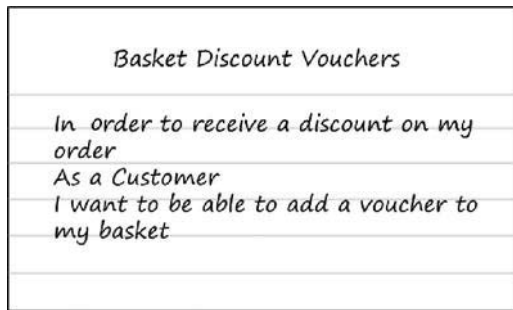 Basket Discount Vouchers
In order to receive a discount on my
order
As a Customer
I want to be able to add a voucher to
my basket